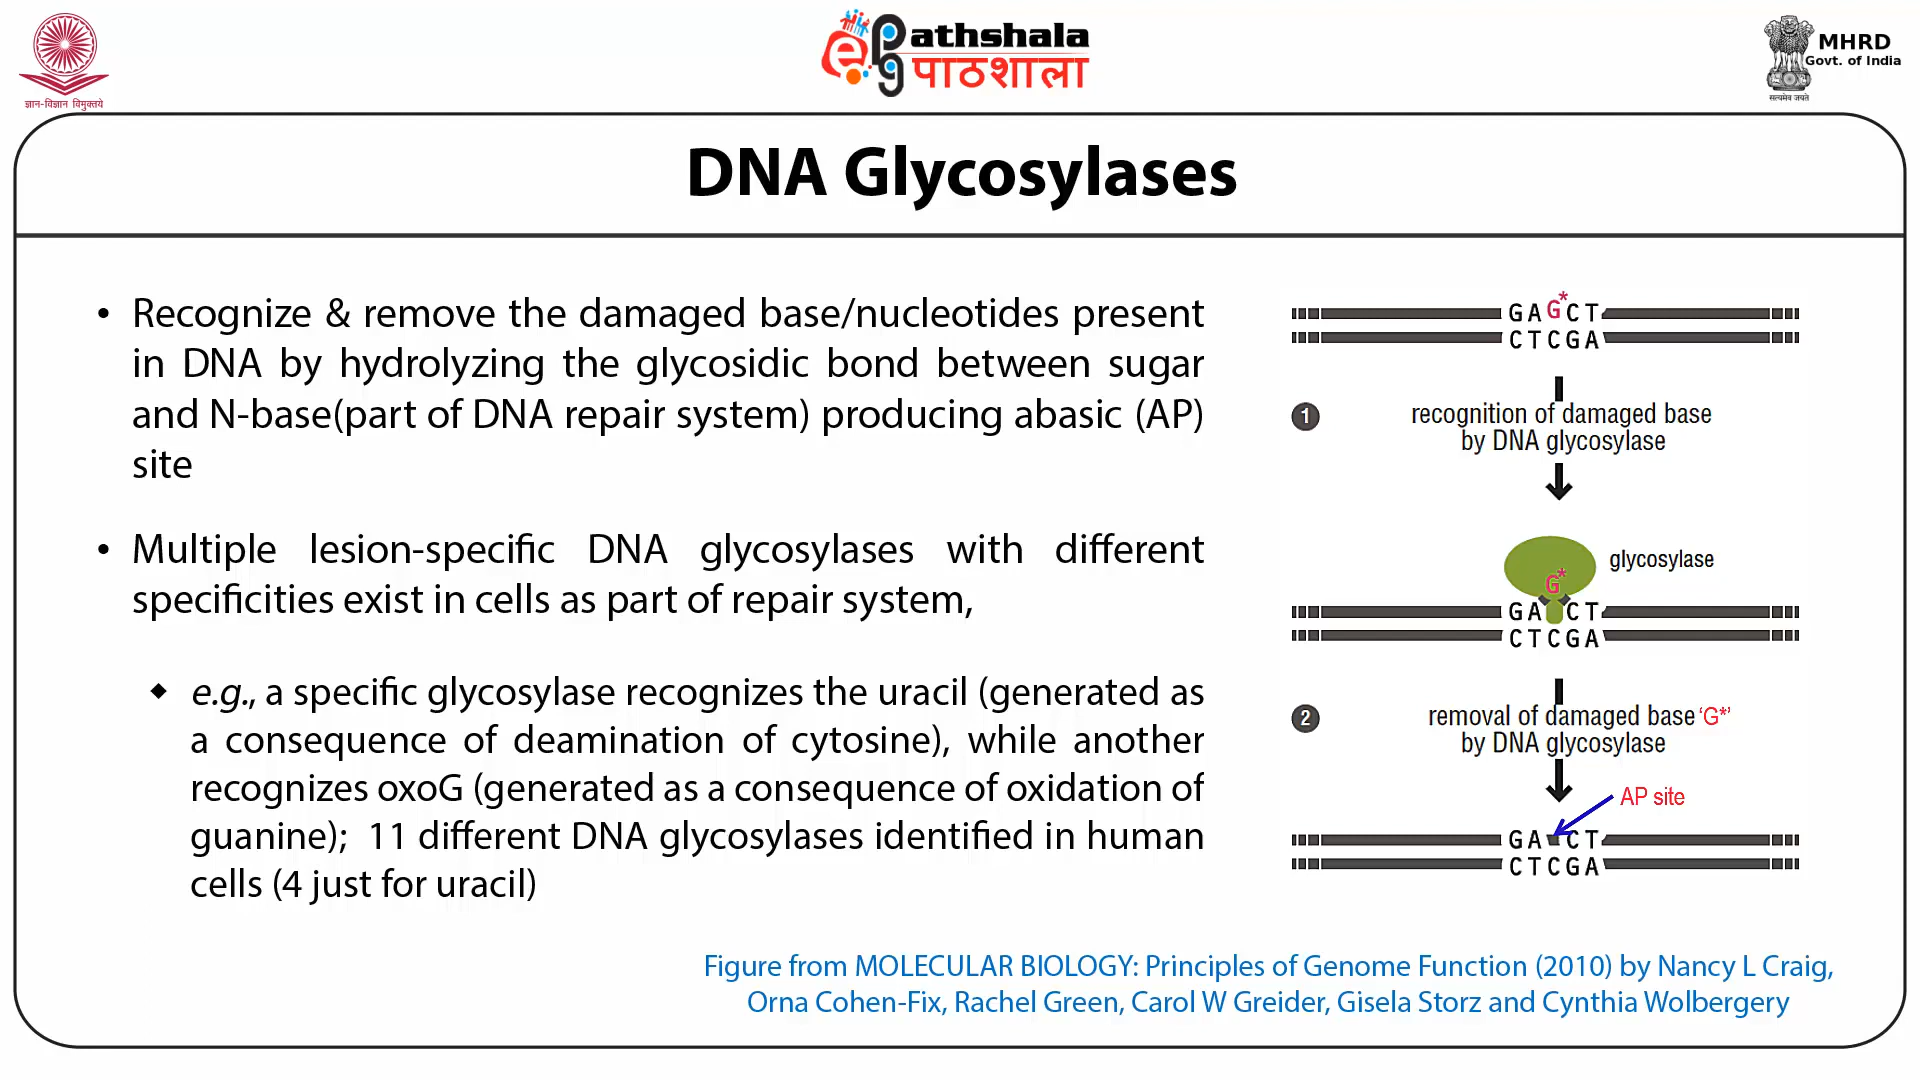 ज्ञान-विज्ञान विमुक्तये
ePathshala
पाठशाला
MHRD
Govt. of India
सत्यमेव जयते
DNA Glycosylases
• Recognize & remove the damaged base/nucleotides present
in DNA by hydrolyzing the glycosidic bond between sugar
and N-base(part of DNA repair system) producing abasic (AP)
site
• Multiple lesion-specific DNA glycosylases with different
specificities exist in cells as part of repair system,
◆ e.g., a specific glycosylase recognizes the uracil (generated as
a consequence of deamination of cytosine), while another
recognizes oxoG (generated as a consequence of oxidation of
guanine); 11 different DNA glycosylases identified in human
cells (4 just for uracil)
GAG*CT
CTCGA
1 recognition of damaged base
by DNA glycosylase
glycosylase
G*
GA CT
CTCGA
2 removal of damaged base ‘G*’
by DNA glycosylase
AP site
GA CT
CTCGA
Figure from MOLECULAR BIOLOGY: Principles of Genome Function (2010) by Nancy L Craig,
Orna Cohen-Fix, Rachel Green, Carol W Greider, Gisela Storz and Cynthia Wolbergery